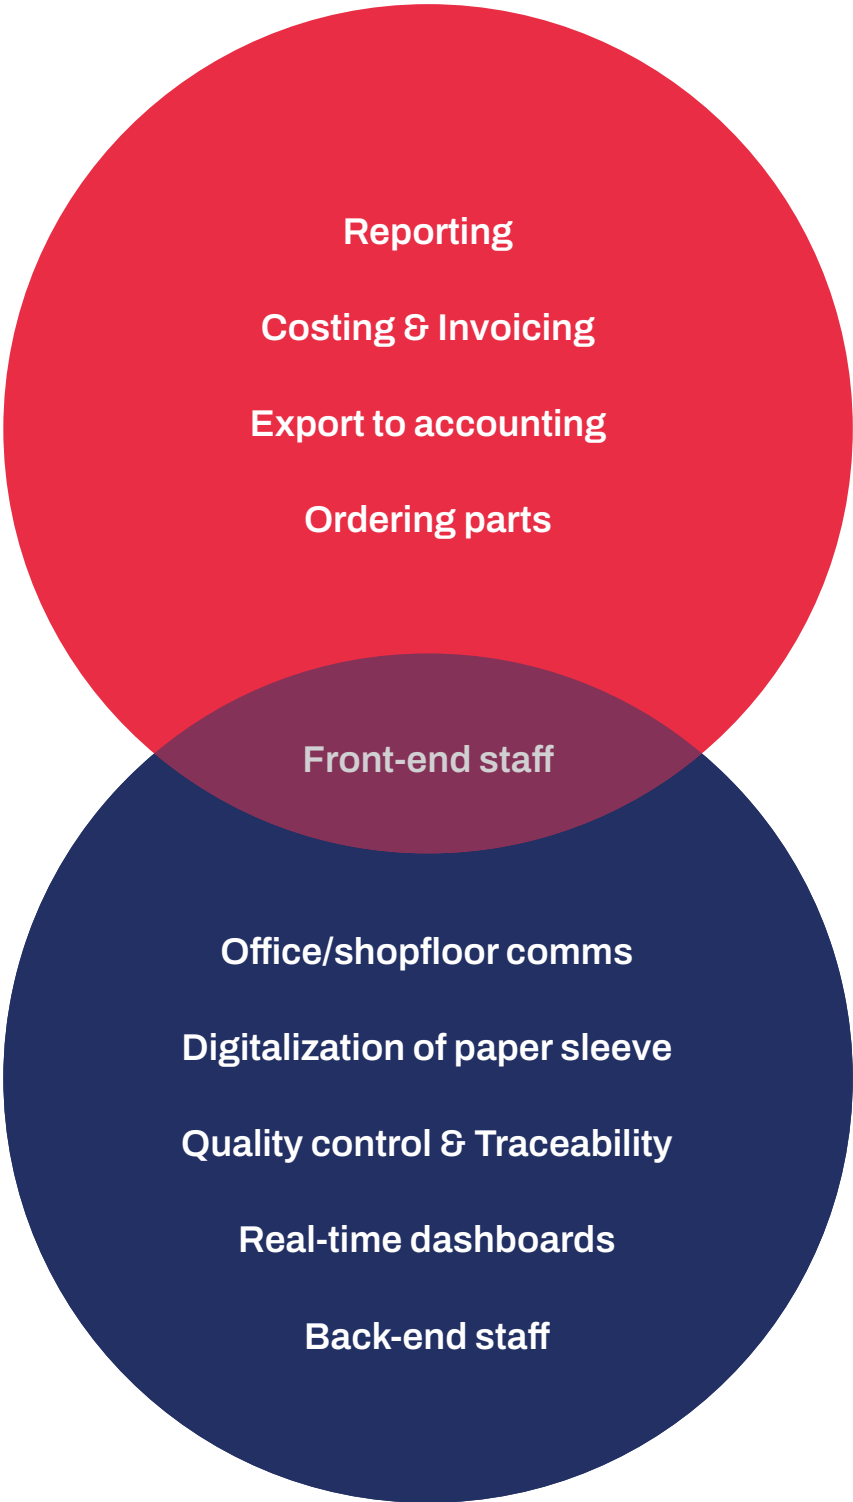 Reporting
Costing & Invoicing
Export to accounting
Ordering parts
Front-end staff
Office/shopfloor comms
Digitalization of paper sleeve
Quality control & Traceability
Real-time dashboards
Back-end staff